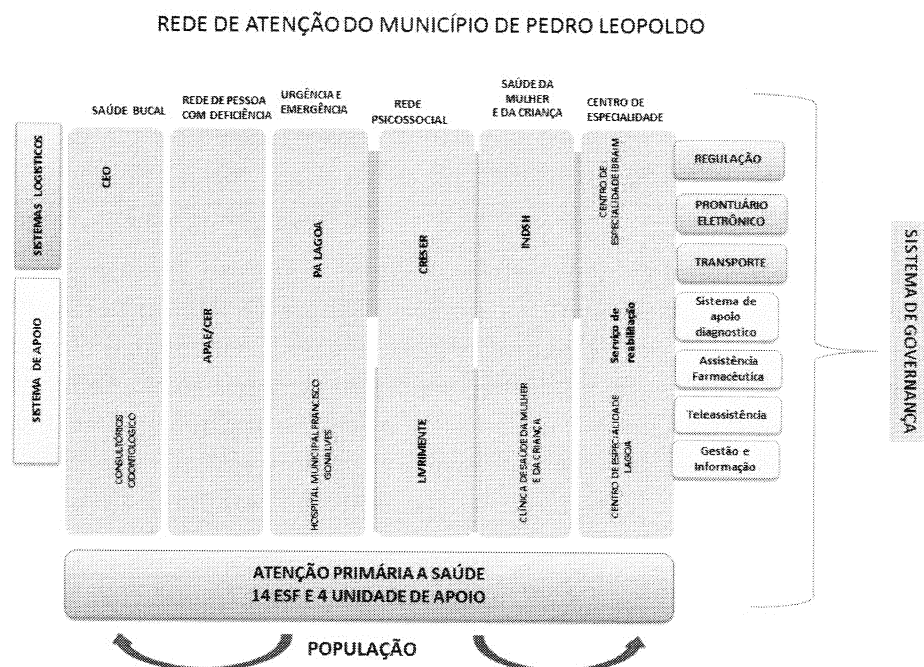 REDE DE ATENÇÃO DO MUNICÍPIO DE PEDRO LEOPOLDO
SAÚDE BUCAL
REDE DE PESSOA
COM DEFICIÊNCIA
URGÊNCIA E
EMERGÊNCIA
REDE
PSICOSSOCIAL
SAÚDE DA
MULHER
E DA CRIANÇA
CENTRO DE
ESPECIALIDADE
SISTEMAS LOGISTICOS
SISTEMA DE APOIO
CEO
CONSULTÓRIOS
ODONTOLOGICO
APAE/CER
PA LAGOA
HOSPITAL MUNICIPAL FRANCISCO
GONALVES
CRESER
LIVRIMENTE
INDSH
CLÍNICA DE SAÚDE DA MULHER
E DA CRIANÇA
CENTRO DE
ESPECIALIDADE IBRAIM
Serviço de
reabilitação
CENTRO DE ESPECIALIDADE
LAGOA
REGULAÇÃO
PRONTUÁRIO
ELETRÔNICO
TRANSPORTE
Sistema de
apoio
diagnostico
Assistência
Farmacêutica
Teleassistência
Gestão e
Informação
SISTEMA DE GOVERNANÇA
ATENÇÃO PRIMÁRIA A SAÚDE
14 ESF E 4 UNIDADE DE APOIO
POPULAÇÃO